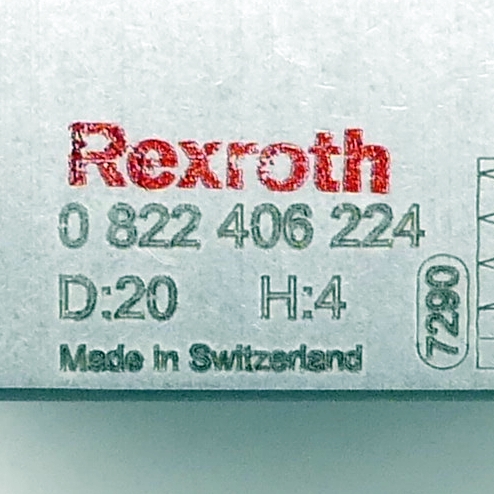 Rexroth
0 822 406 224
D:20 H:4
Made in Switzerland
7290